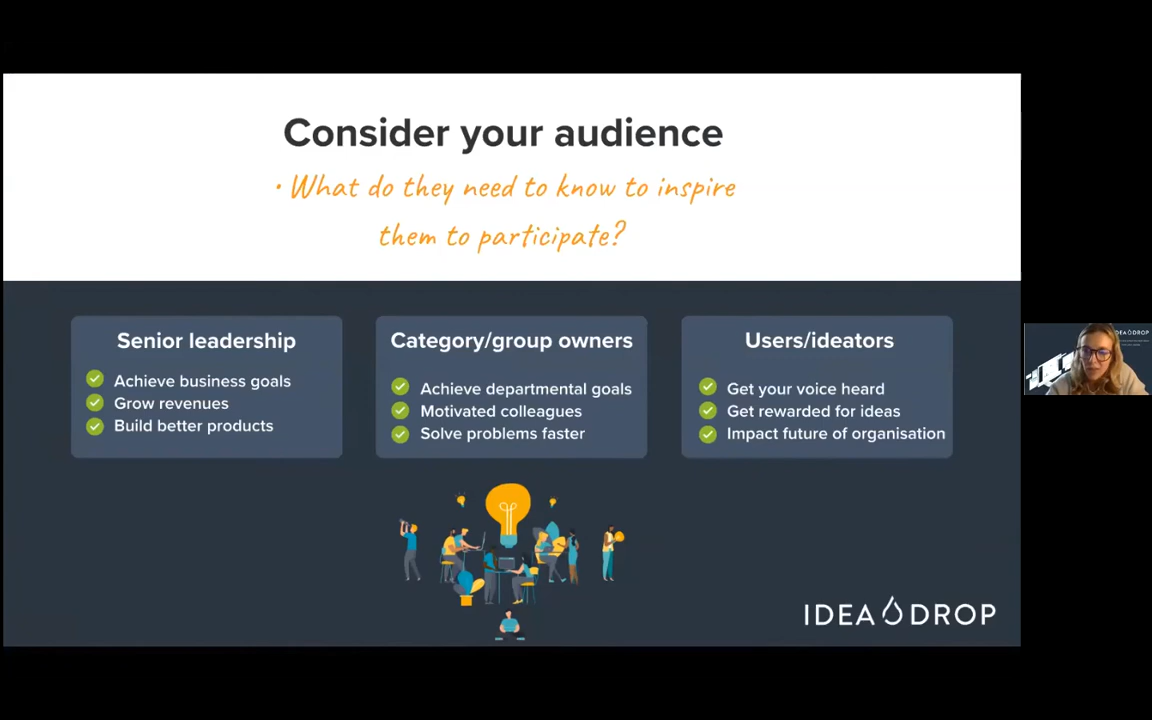 Consider your audience
• What do they need to know to inspire
them to participate?
Senior leadership
Achieve business goals
Grow revenues
Build better products
Category/group owners
Achieve departmental goals
Motivated colleagues
Solve problems faster
Users/ideators
Get your voice heard
Get rewarded for ideas
Impact future of organisation
IDEA DROP
IDEA DROP